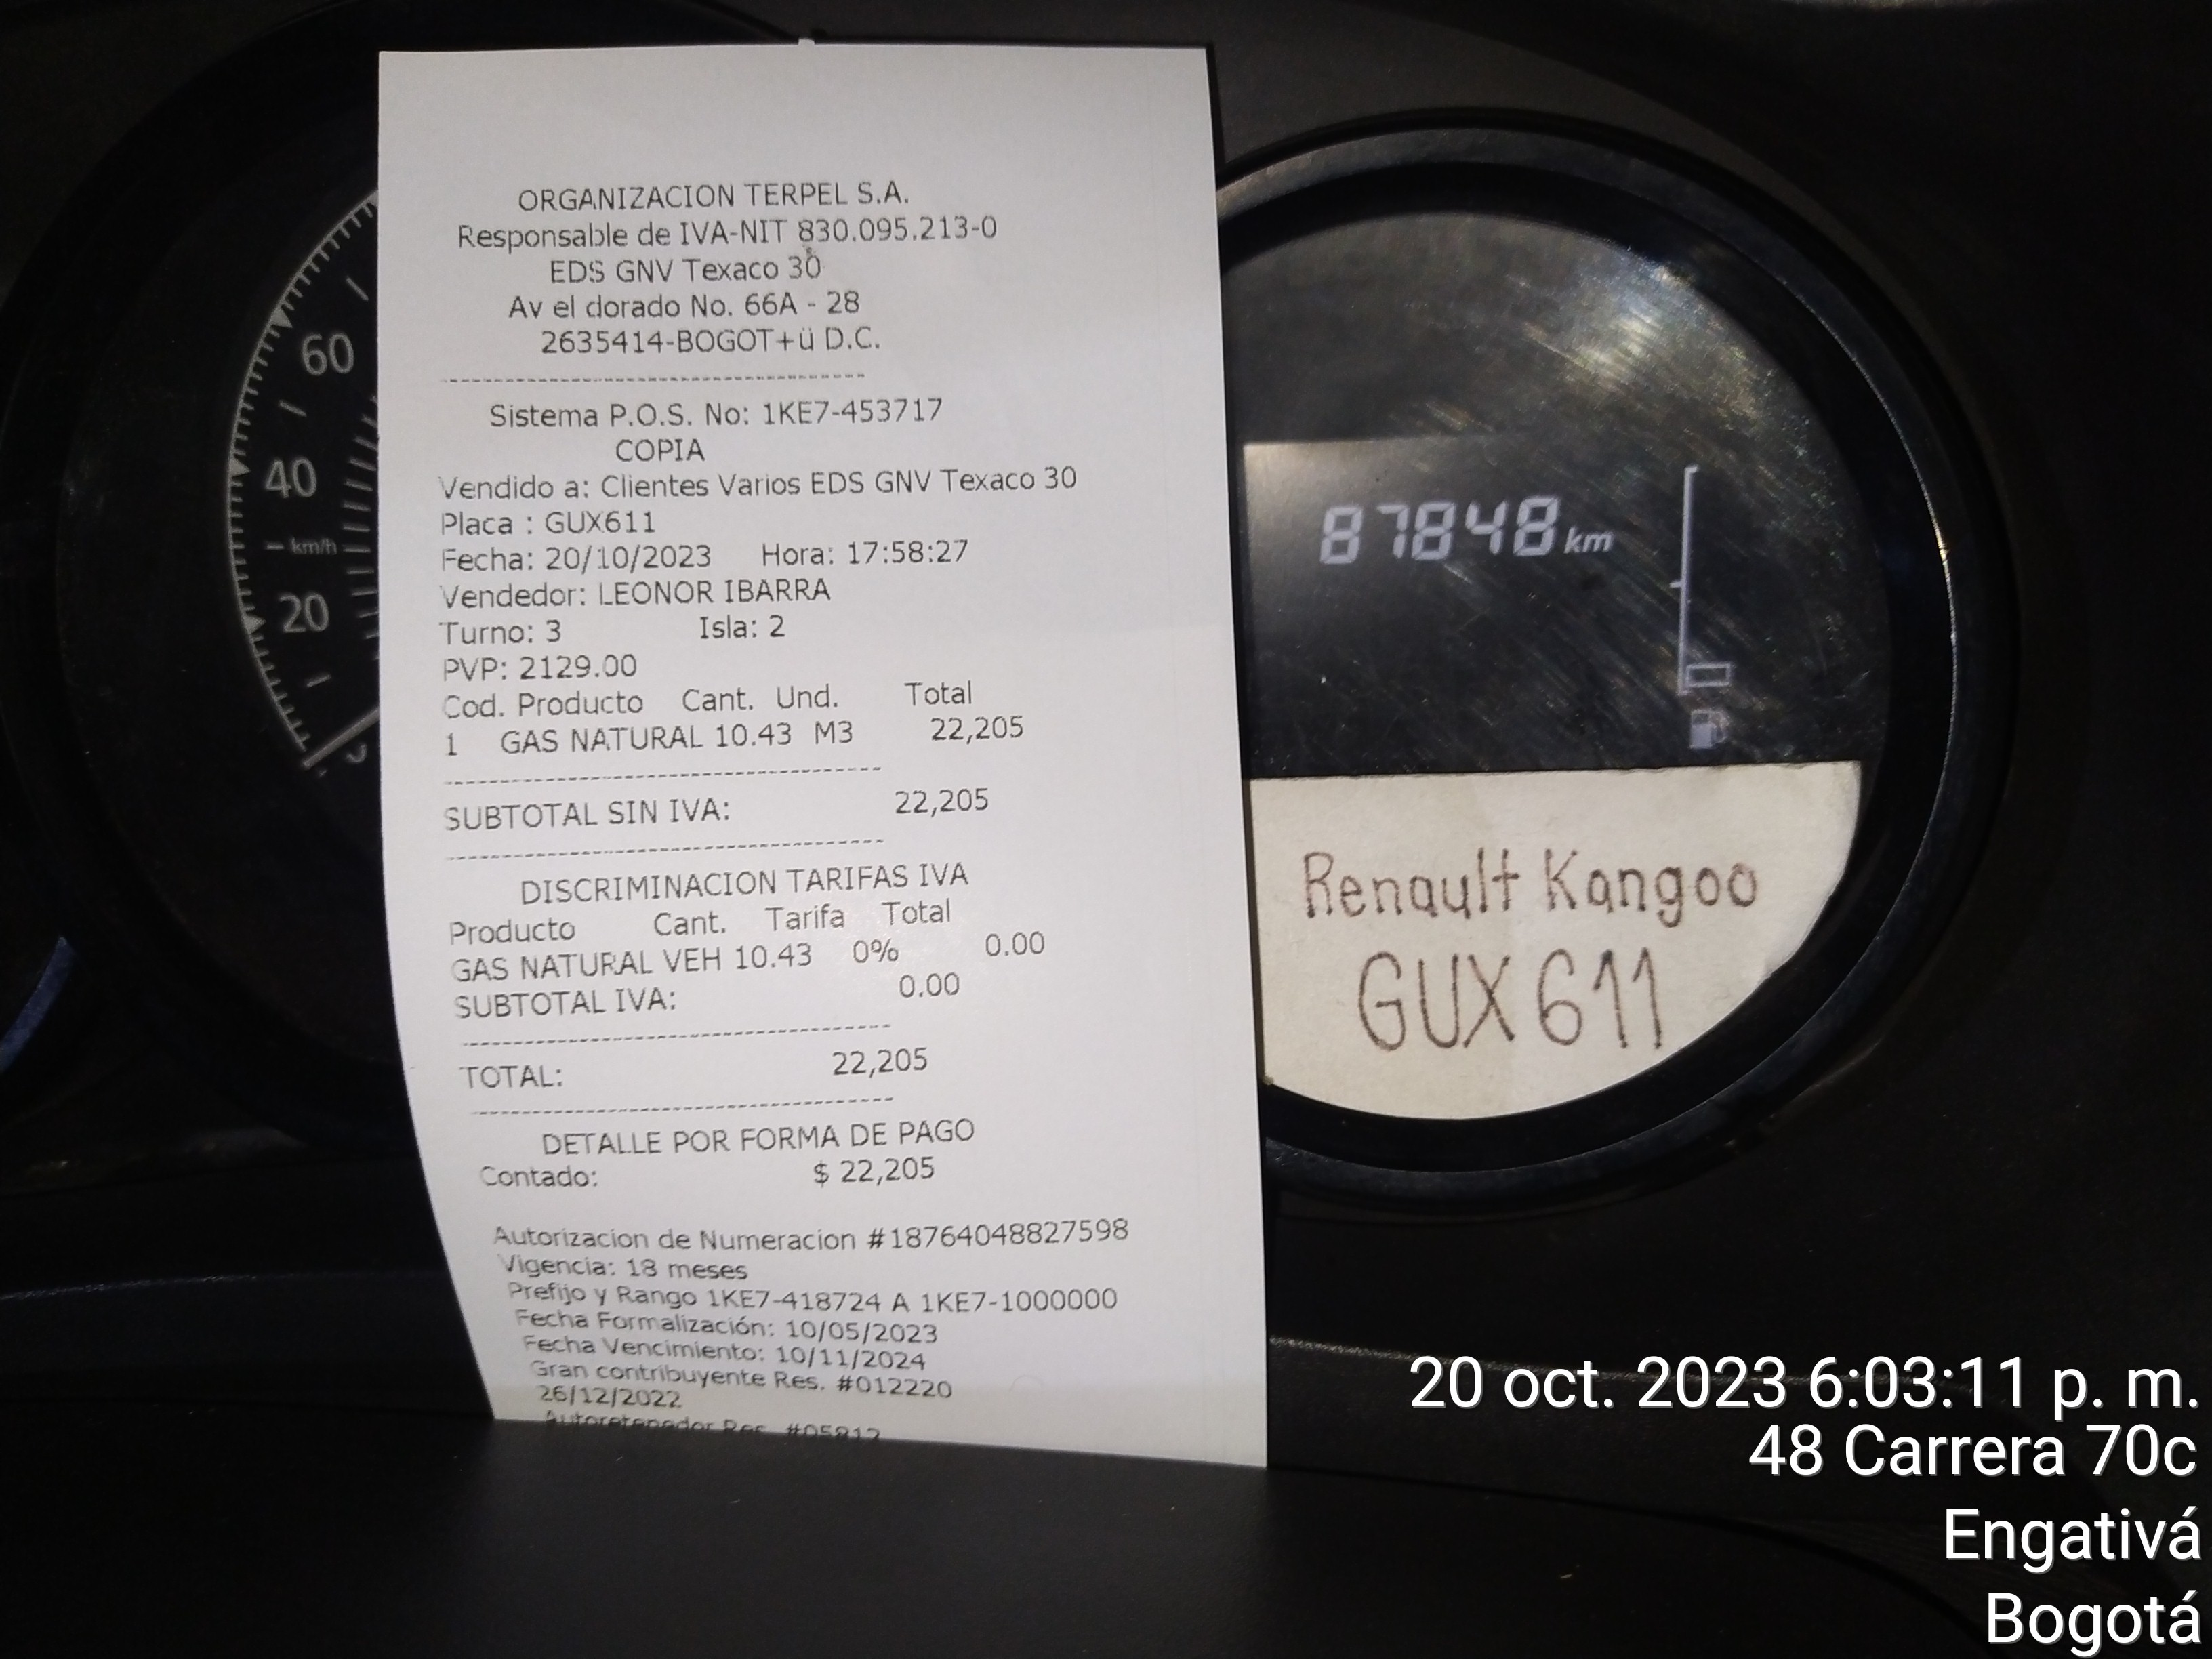 ORGANIZACION TERPEL S.A.
Responsable de IVA-NIT 830.095.213-0
EDS GNV Texaco 30
Av el dorado No. 66A - 28
2635414-BOGOT+ü D.C.
Sistema P.O.S. No: 1KE7-453717
COPIA
Vendido a: Clientes Varios EDS GNV Texaco 30
Placa : GUX611
Fecha: 20/10/2023 Hora: 17:58:27
Vendedor: LEONOR IBARRA
Turno: 3 Isla: 2
PVP: 2129.00
Cod. Producto Cant. Und. Total
1 GAS NATURAL 10.43 M3 22,205
SUBTOTAL SIN IVA: 22,205
DISCRIMINACION TARIFAS IVA
Producto Cant. Tarifa Total
GAS NATURAL VEH 10.43 0% 0.00
SUBTOTAL IVA: 0.00
TOTAL: 22,205
DETALLE POR FORMA DE PAGO
Contado: $ 22,205
Autorizacion de Numeracion #18764048827598
Vigencia: 18 meses
Prefijo y Rango 1KE7-418724 A 1KE7-1000000
Fecha Formalización: 10/05/2023
Fecha Vencimiento: 10/11/2024
Gran contribuyente Res. #012220
26/12/2022
Autoretenedor Res. #05812
60
40
km/h
20
87848 km
Renault Kangoo
GUX611
20 oct. 2023 6:03:11 p. m.
48 Carrera 70c
Engativá
Bogotá